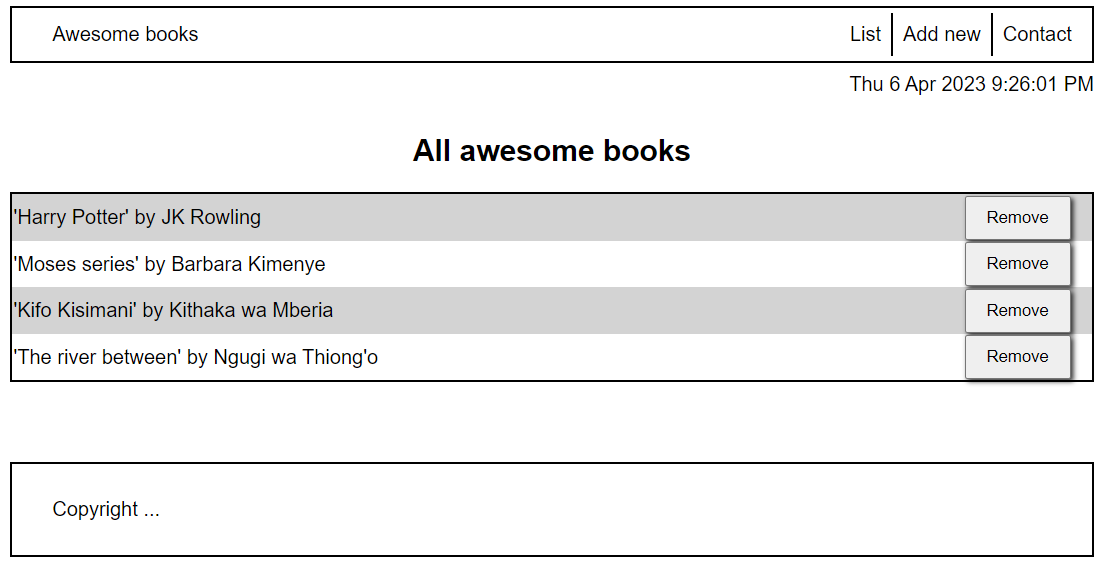 Awesome books List Add new Contact
Thu 6 Apr 2023 9:26:01 PM
All awesome books
'Harry Potter' by JK Rowling Remove
'Moses series' by Barbara Kimenye Remove
'Kifo Kisimani' by Kithaka wa Mberia Remove
'The river between' by Ngugi wa Thiong'o Remove
Copyright ...